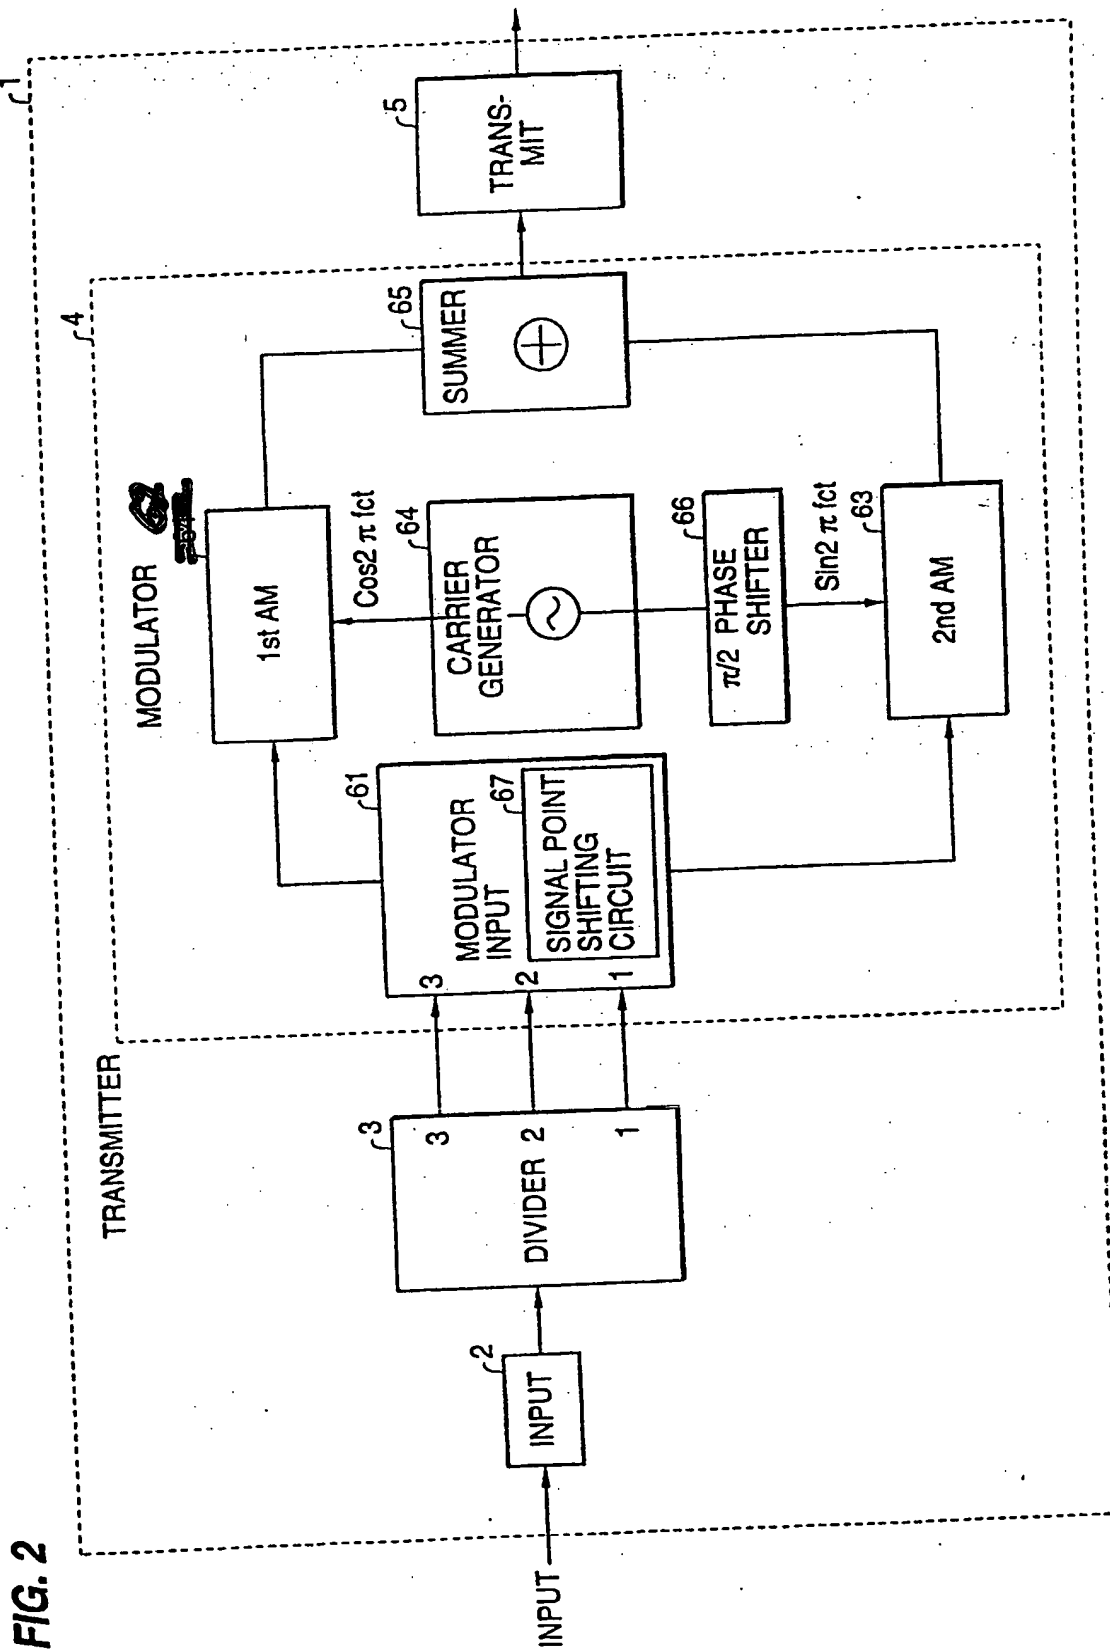 FIG. 2
1
TRANSMITTER
4
MODULATOR
INPUT
2
INPUT
3
DIVIDER
3
2
1
61
3
2
1
MODULATOR
INPUT
67
SIGNAL POINT
SHIFTING
CIRCUIT
62
1st AM
Cos2 π fct
64
CARRIER
GENERATOR
∼
66
π/2 PHASE
SHIFTER
Sin2 π fct
63
2nd AM
65
SUMMER
+
5
TRANS-
MIT